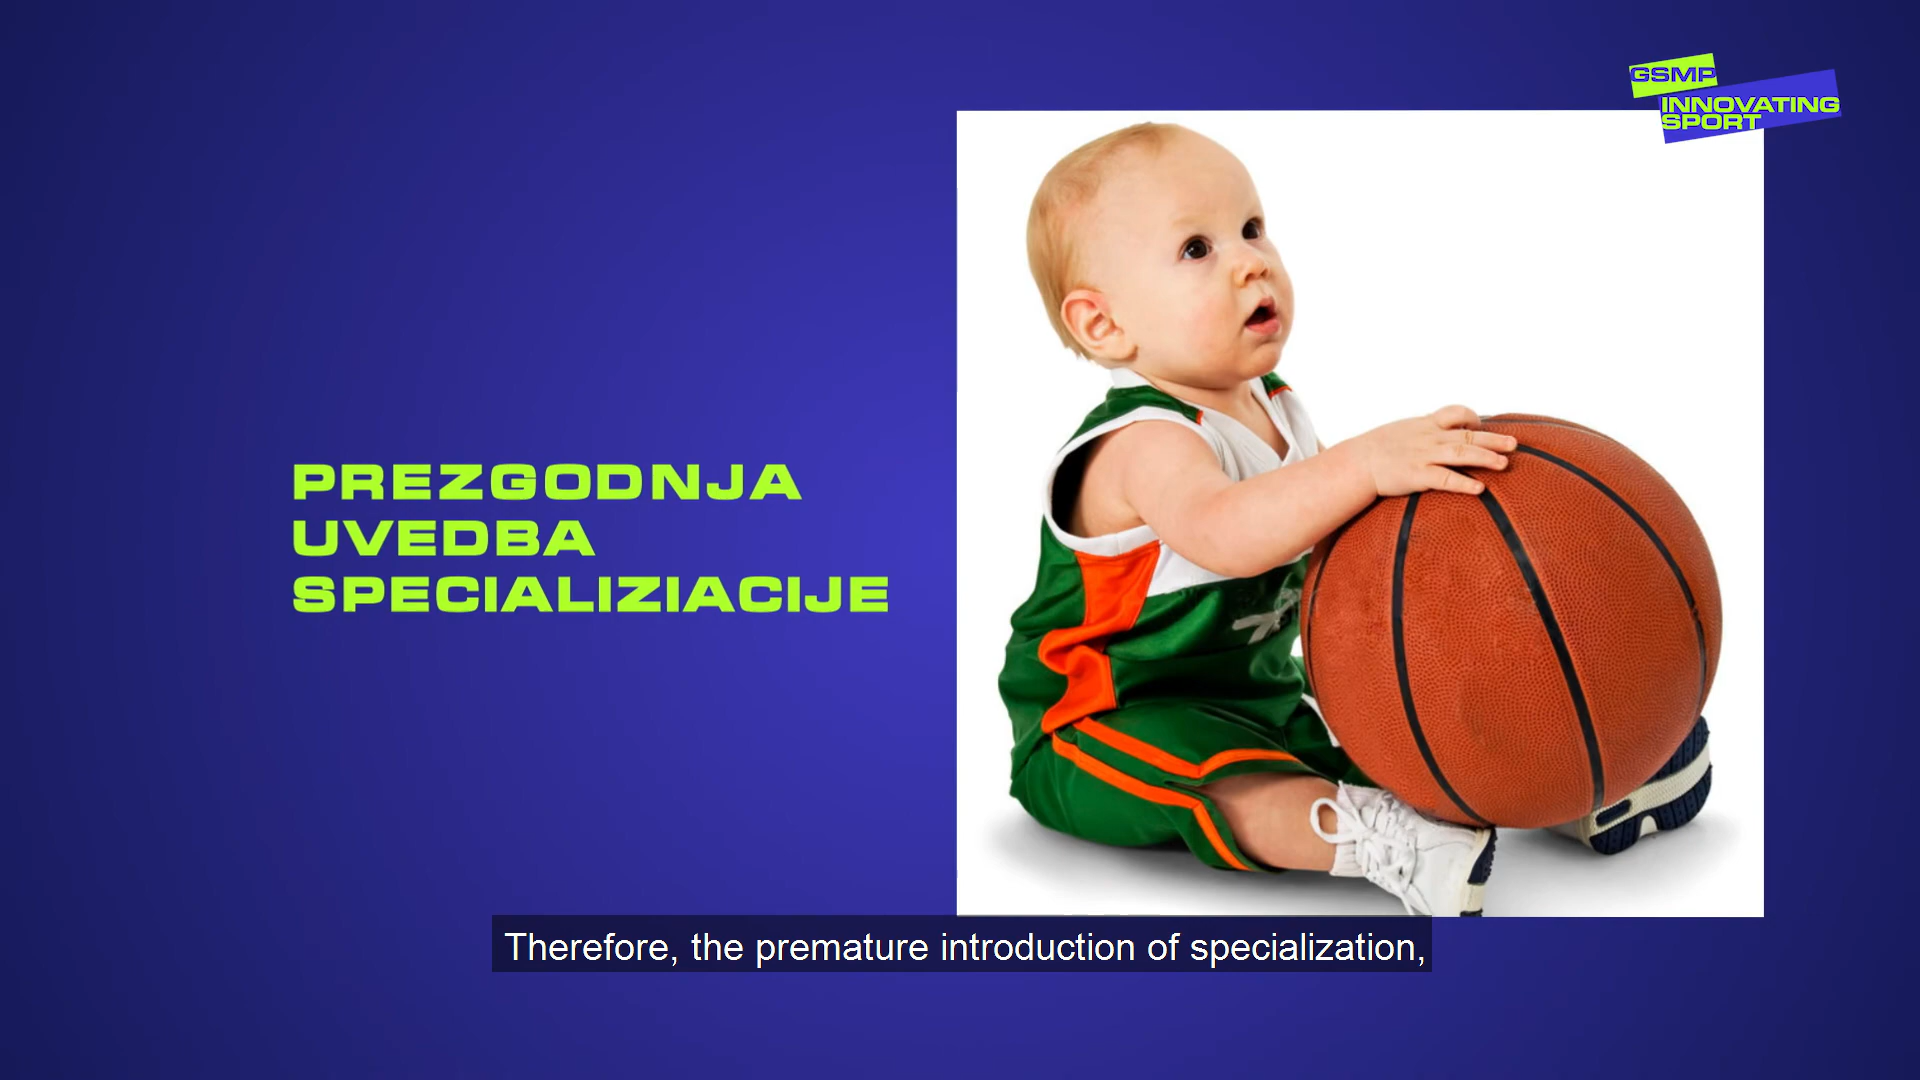 GSMP
INNOVATING
SPORT
PREZGODNJA
UVEDBA
SPECIALIZIACIJE
Therefore, the premature introduction of specialization,